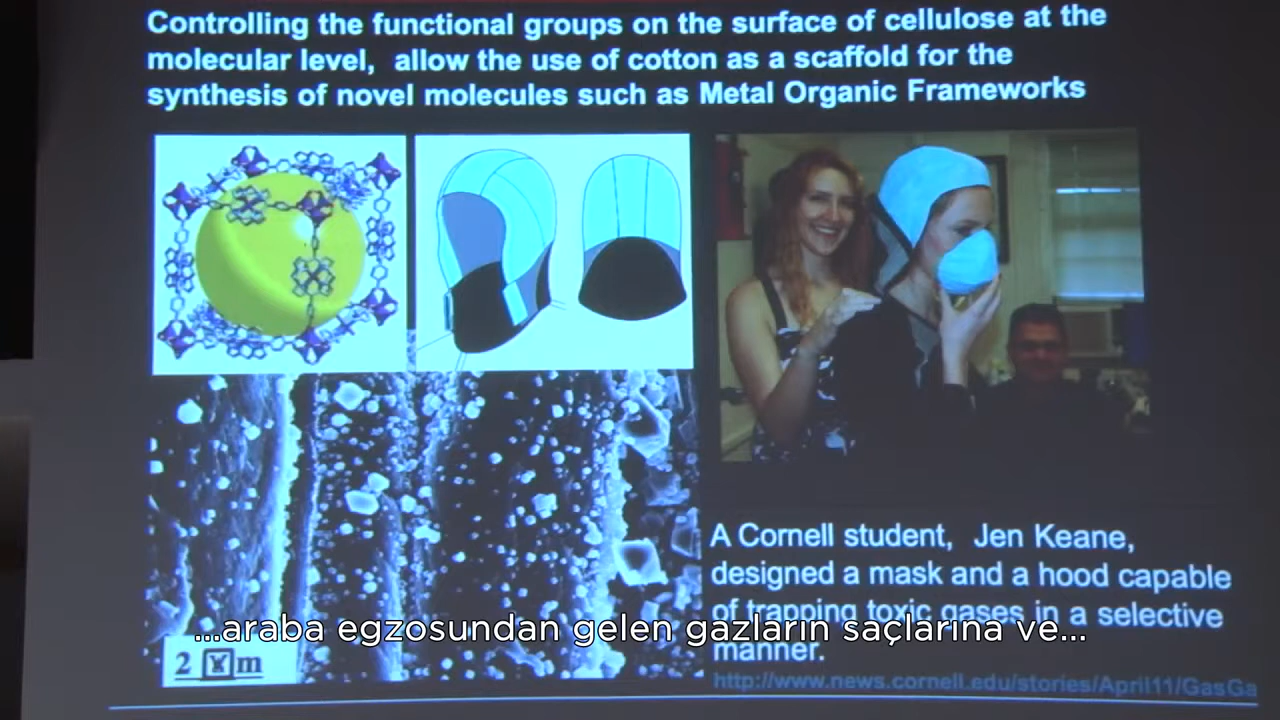 Controlling the functional groups on the surface of cellulose at the
molecular level, allow the use of cotton as a scaffold for the
synthesis of novel molecules such as Metal Organic Frameworks
2 m
A Cornell student, Jen Keane,
designed a mask and a hood capable
of trapping toxic gases in a selective
manner.
http://www.news.cornell.edu/stories/April11/GasGa
...araba egzosundan gelen gazların saçlarına ve...